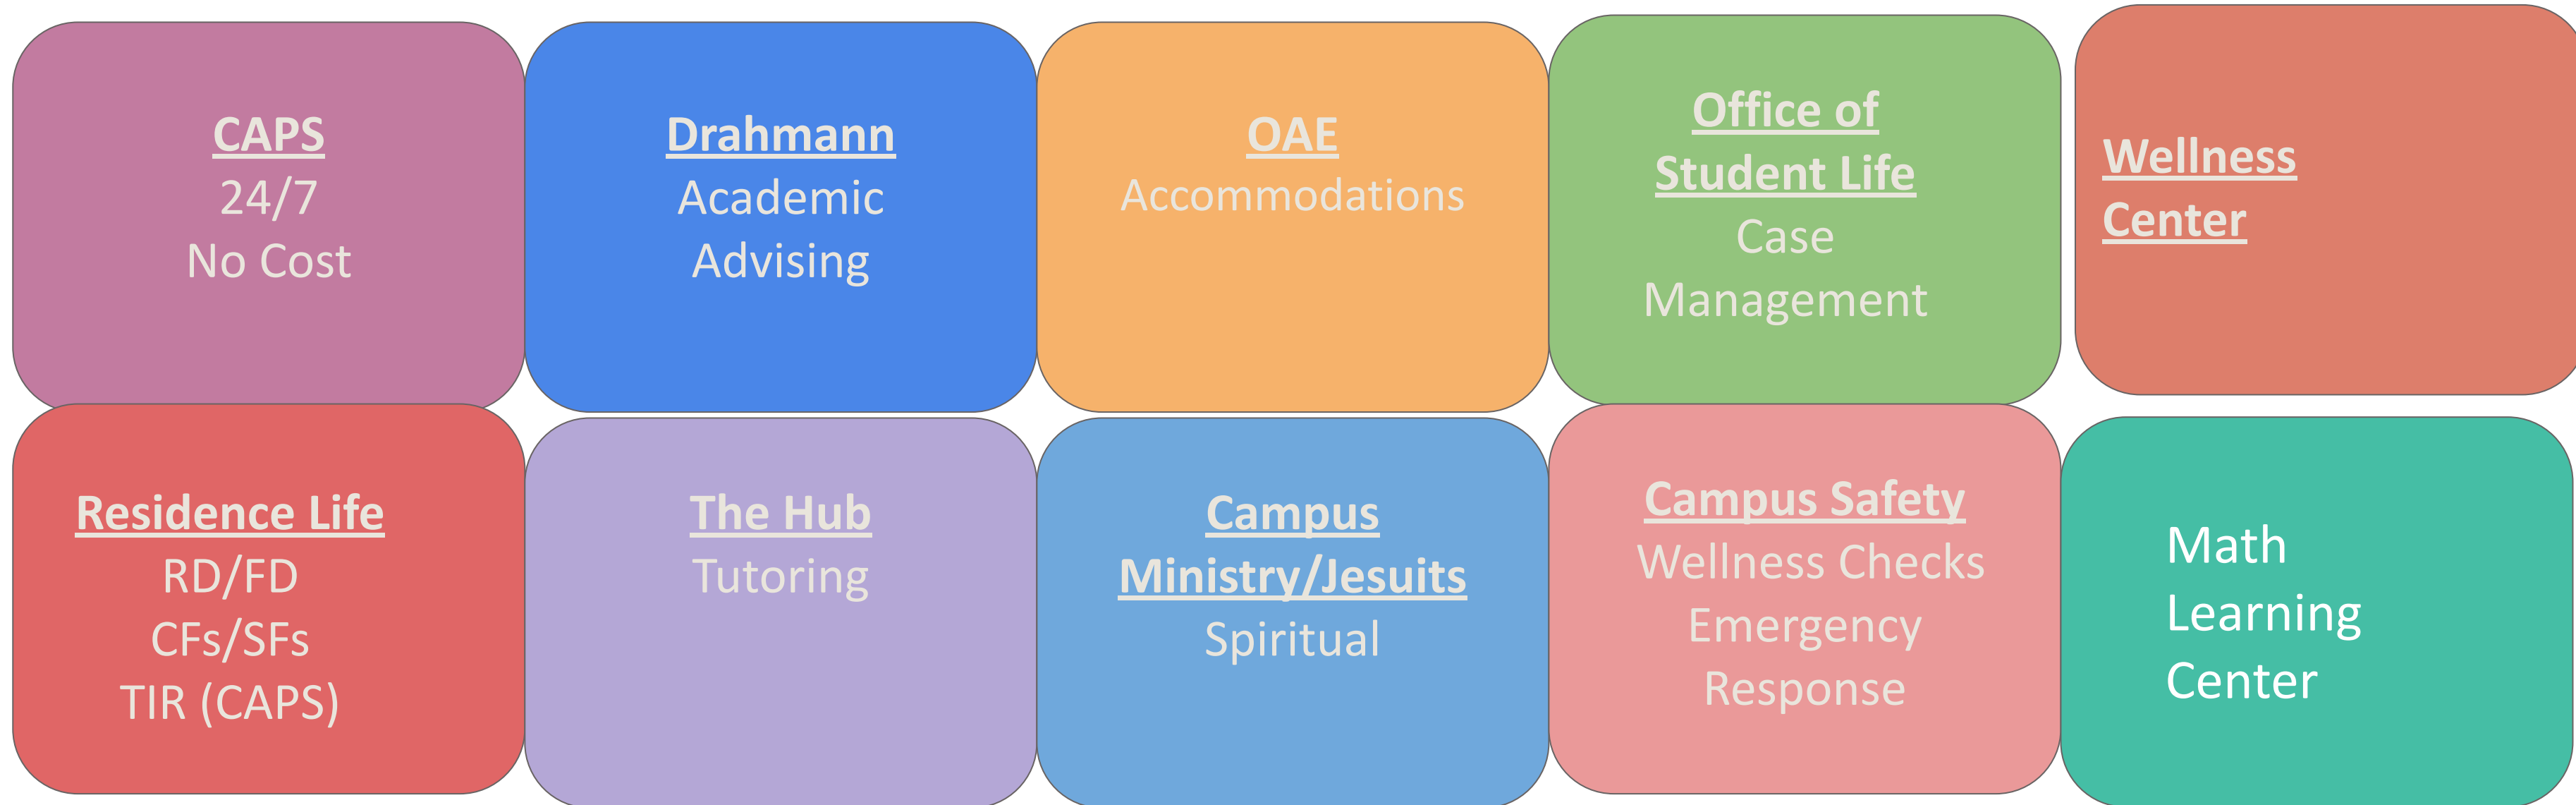 CAPS
24/7
No Cost
Drahmann
Academic
Advising
OAE
Accommodations
Office of
Student Life
Case
Management
Wellness
Center
Residence Life
RD/FD
CFs/SFs
TIR (CAPS)
The Hub
Tutoring
Campus
Ministry/Jesuits
Spiritual
Campus Safety
Wellness Checks
Emergency
Response
Math
Learning
Center